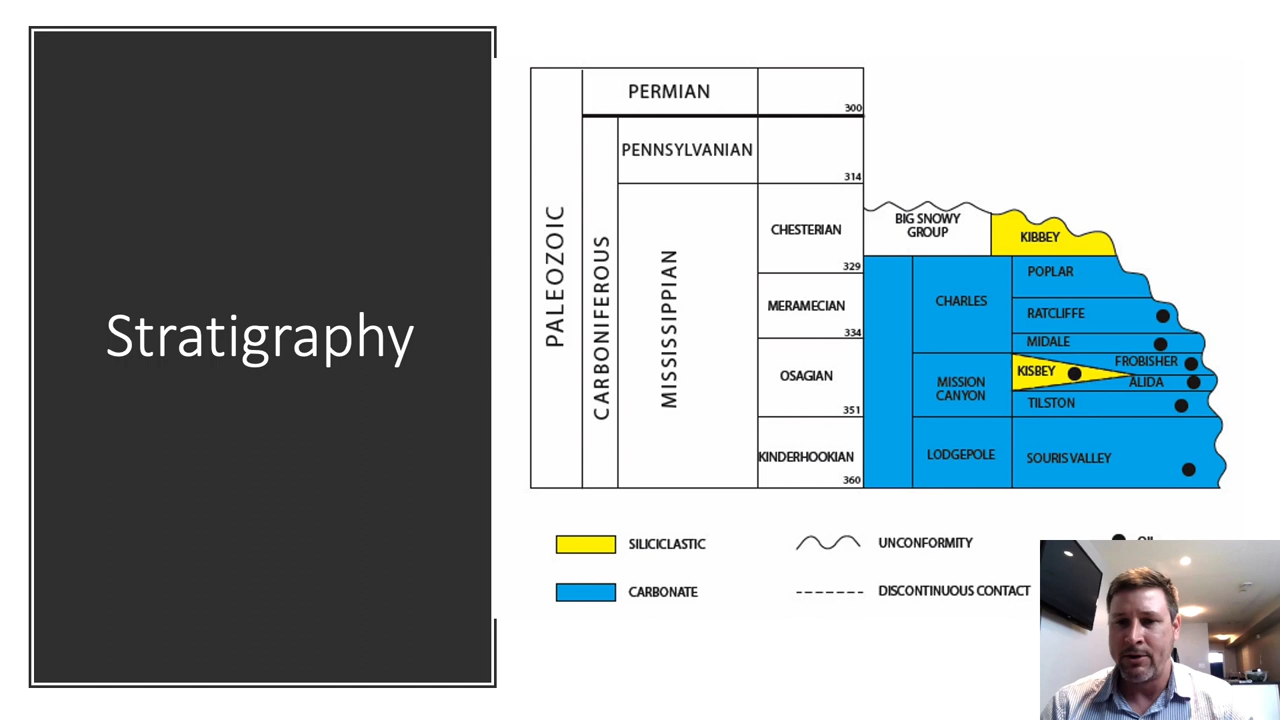 Stratigraphy
PALEOZOIC
CARBONIFEROUS
PERMIAN
300
PENNSYLVANIAN
314
MISSISSIPPIAN
CHESTERIAN
329
MERAMECIAN
334
OSAGIAN
351
KINDERHOOKIAN
360
BIG SNOWY
GROUP
KIBBEY
CHARLES
POPLAR
RATCLIFFE
MIDALE
MISSION
CANYON
FROBISHER
KISBEY
ALIDA
TILSTON
LODGEPOLE
SOURIS VALLEY
SILICICLASTIC
UNCONFORMITY
CARBONATE
DISCONTINUOUS CONTACT